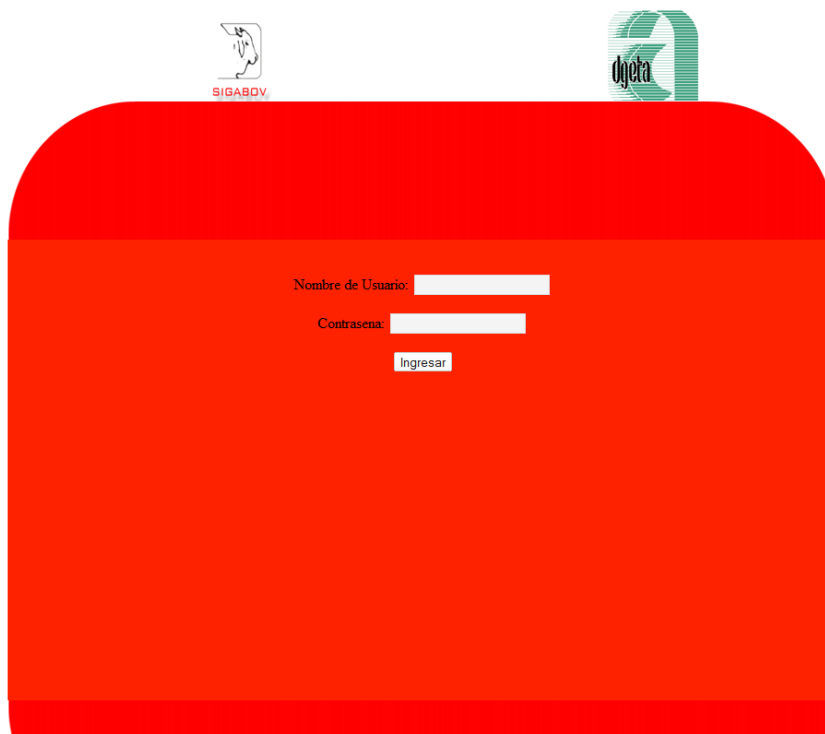 SIGABOV
dgeta
Nombre de Usuario:
Contrasena:
Ingresar